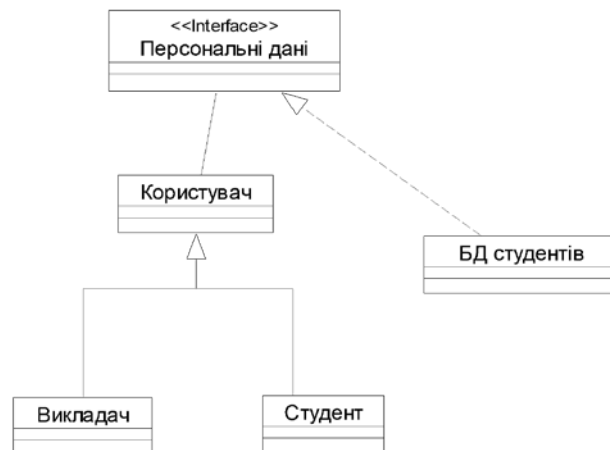 <<Interface>>
Персональні дані
Користувач
БД студентів
Викладач
Студент